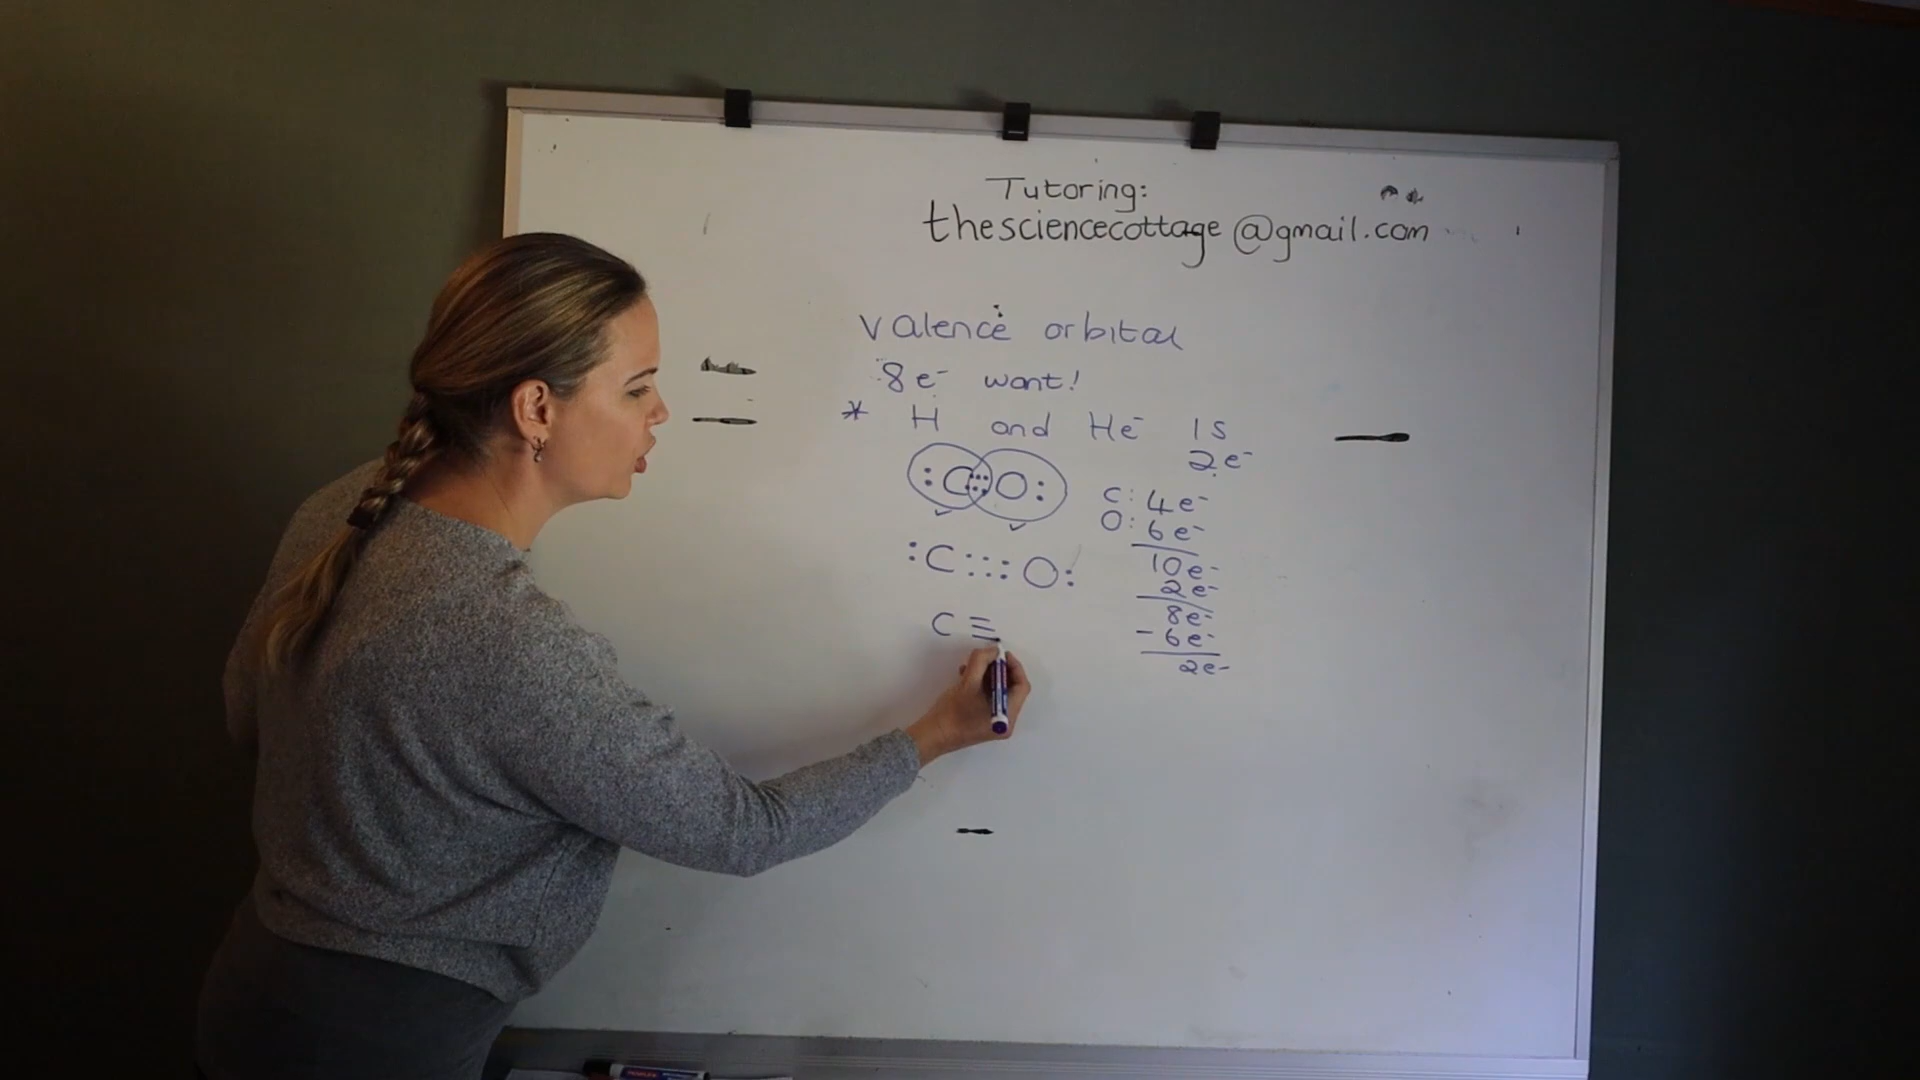 Tutoring:
thesciencecottage@gmail.com
valence orbital
8e⁻ want!
* H and He 1s
2e⁻
:C:::O:
C: 4e⁻
O: 6e⁻
10e⁻
2e⁻
8e⁻
- 6e⁻
2e⁻
:C:::O:
C≡